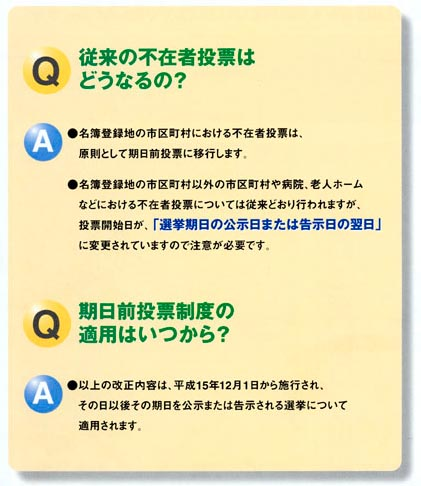 Q
従来の不在者投票は
どうなるの?
A
●名簿登録地の市区町村における不在者投票は、
原則として期日前投票に移行します。
●名簿登録地の市区町村以外の市区町村や病院、老人ホーム
などにおける不在者投票については従来どおり行われますが、
投票開始日が、「選挙期日の公示日または告示日の翌日」
に変更されていますので注意が必要です。
Q
期日前投票制度の
適用はいつから?
A
●以上の改正内容は、平成15年12月1日から施行され、
その日以後その期日を公示または告示される選挙について
適用されます。